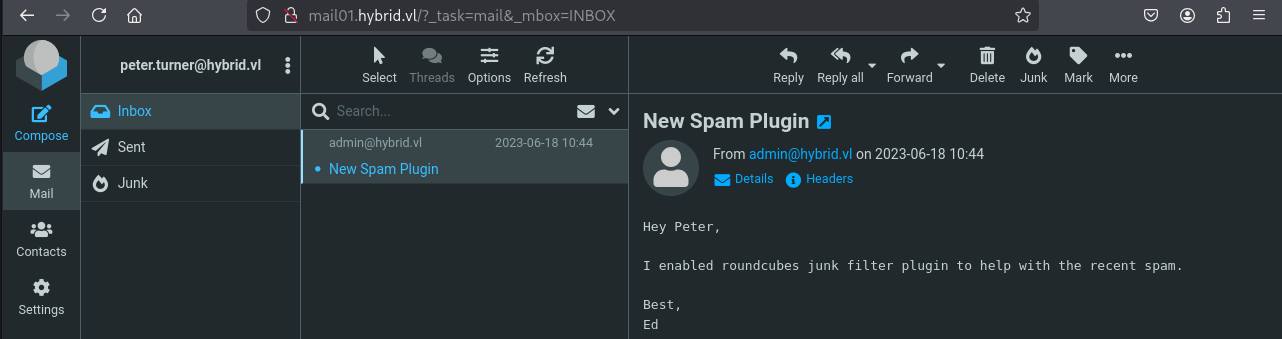 mail01.hybrid.vl/?_task=mail&_mbox=INBOX
peter.turner@hybrid.vl
Select
Threads
Options
Refresh
Reply
Reply all
Forward
Delete
Junk
Mark
More
Compose
Mail
Contacts
Settings
Inbox
Sent
Junk
Search...
admin@hybrid.vl 2023-06-18 10:44
New Spam Plugin
New Spam Plugin
From admin@hybrid.vl on 2023-06-18 10:44
Details Headers
Hey Peter,
I enabled roundcubes junk filter plugin to help with the recent spam.
Best,
Ed